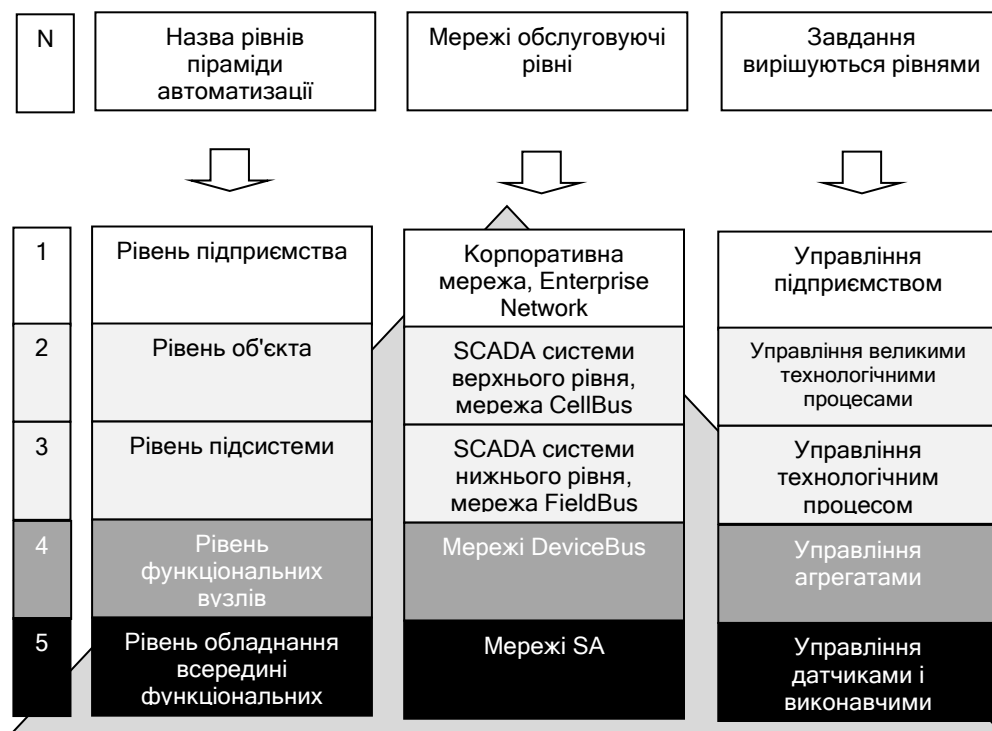 N
Назва рівнів
піраміди
автоматизації
Мережі обслуговуючі
рівні
Завдання
вирішуються рівнями
1
Рівень підприємства
Корпоративна
мережа, Enterprise
Network
Управління
підприємством
2
Рівень об'єкта
SCADA системи
верхнього рівня,
мережа CellBus
Управління великими
технологічними
процесами
3
Рівень підсистеми
SCADA системи
нижнього рівня,
мережа FieldBus
Управління
технологічним
процесом
4
Рівень
функціональних
вузлів
Мережі DeviceBus
Управління
агрегатами
5
Рівень обладнання
всередині
функціональних
Мережі SA
Управління
датчиками і
виконавчими